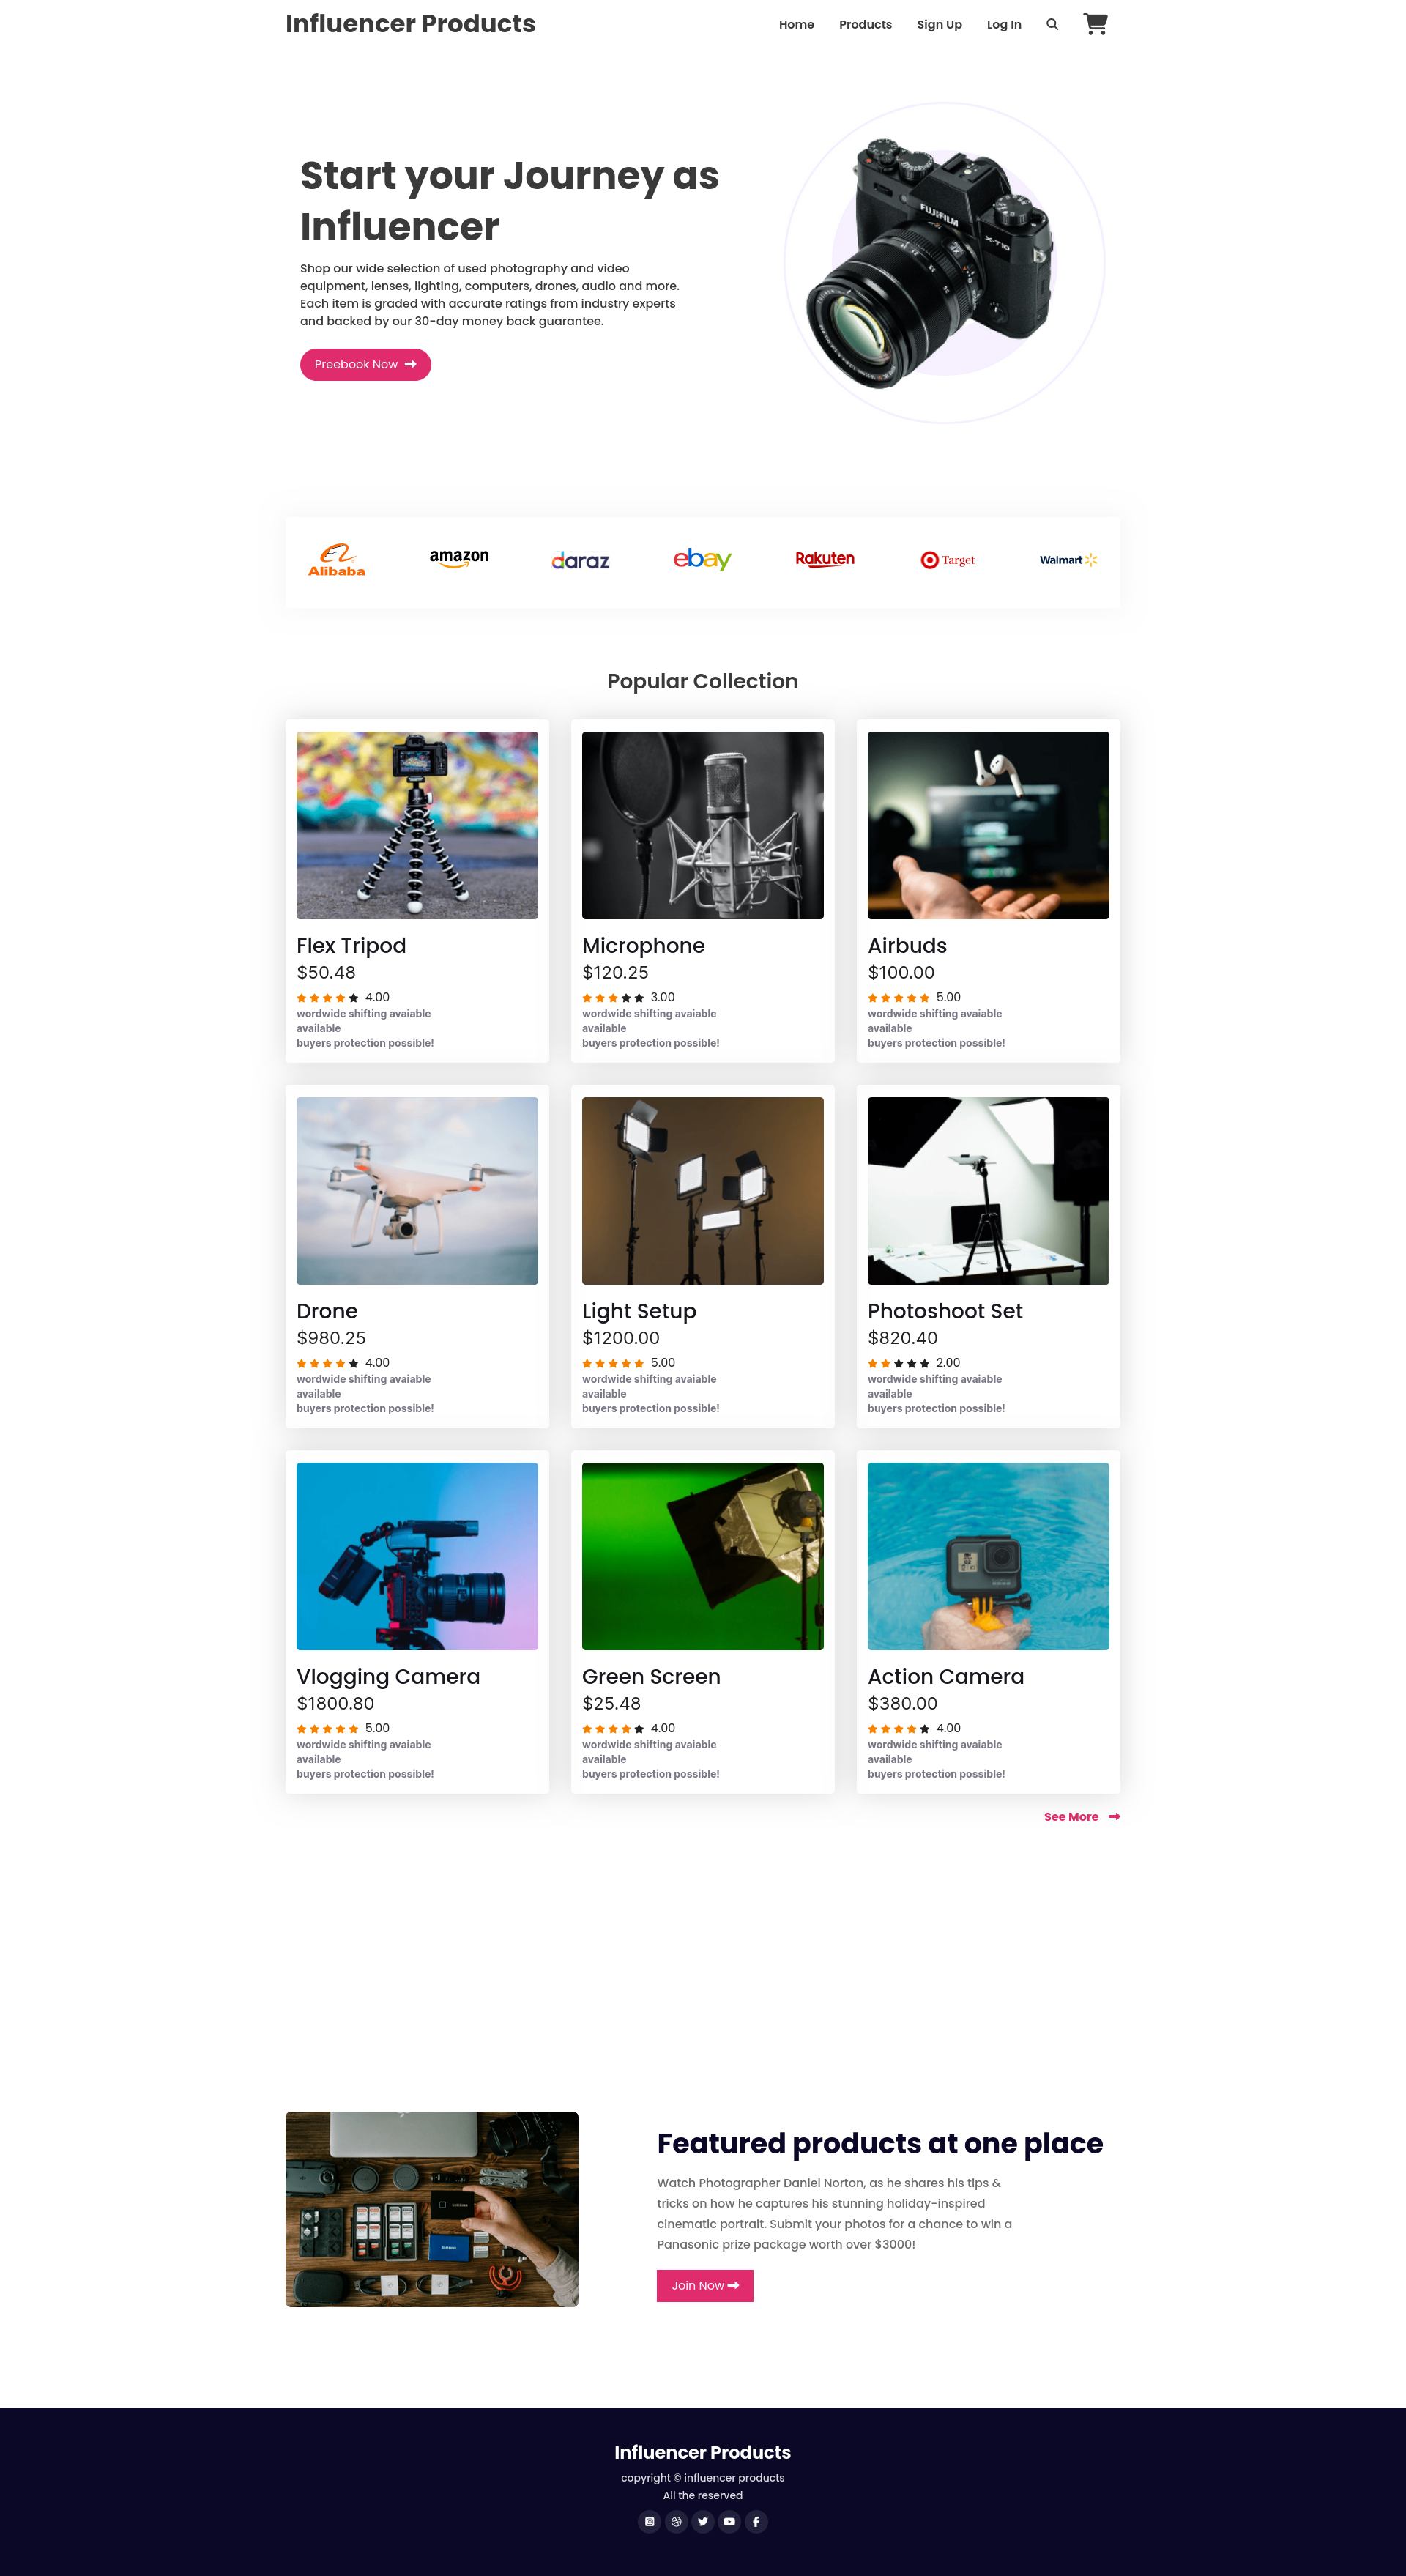 Influencer Products
Home Products Sign Up Log In
Start your Journey as
Influencer
FUJIFILM
X-T10
Shop our wide selection of used photography and video
equipment, lenses, lighting, computers, drones, audio and more.
Each item is graded with accurate ratings from industry experts
and backed by our 30-day money back guarantee.
Preebook Now
Alibaba amazon daraz ebay Rakuten Target Walmart
Popular Collection
Flex Tripod
$50.48
4.00
wordwide shifting avaiable
available
buyers protection possible!
Microphone
$120.25
3.00
wordwide shifting avaiable
available
buyers protection possible!
Airbuds
$100.00
5.00
wordwide shifting avaiable
available
buyers protection possible!
Drone
$980.25
4.00
wordwide shifting avaiable
available
buyers protection possible!
Light Setup
$1200.00
5.00
wordwide shifting avaiable
available
buyers protection possible!
Photoshoot Set
$820.40
2.00
wordwide shifting avaiable
available
buyers protection possible!
Vlogging Camera
$1800.80
5.00
wordwide shifting avaiable
available
buyers protection possible!
Green Screen
$25.48
4.00
wordwide shifting avaiable
available
buyers protection possible!
Action Camera
$380.00
4.00
wordwide shifting avaiable
available
buyers protection possible!
See More
Featured products at one place
Watch Photographer Daniel Norton, as he shares his tips &
tricks on how he captures his stunning holiday-inspired
cinematic portrait. Submit your photos for a chance to win a
Panasonic prize package worth over $3000!
Join Now
Influencer Products
copyright © influencer products
All the reserved